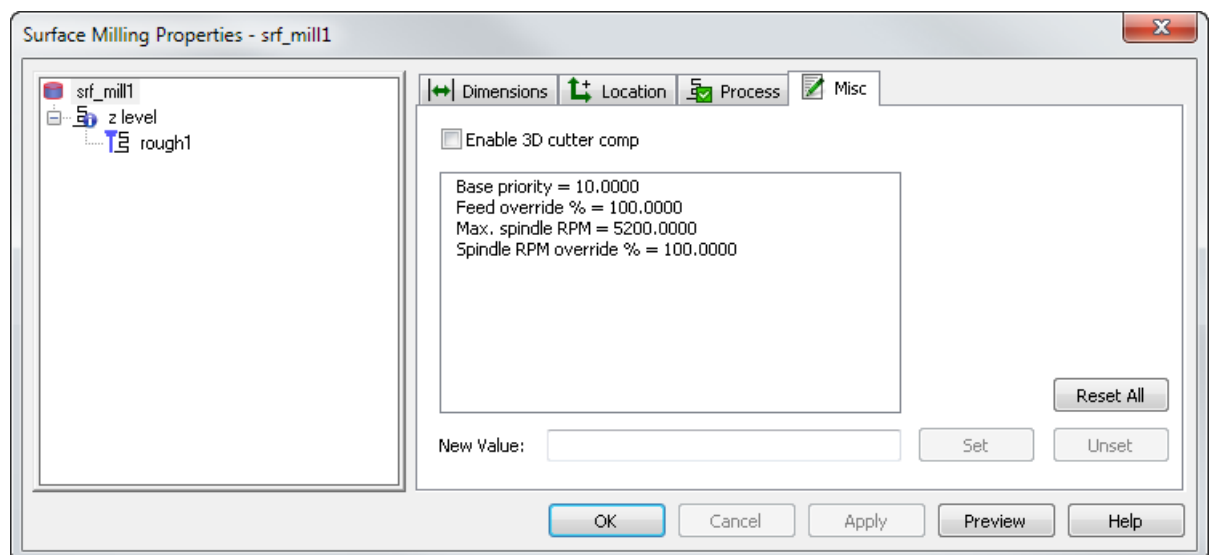 Surface Milling Properties - srf_mill1
srf_mill1
z level
rough1
Dimensions
Location
Process
Misc
Enable 3D cutter comp
Base priority = 10.0000
Feed override % = 100.0000
Max. spindle RPM = 5200.0000
Spindle RPM override % = 100.0000
Reset All
New Value:
Set
Unset
OK
Cancel
Apply
Preview
Help